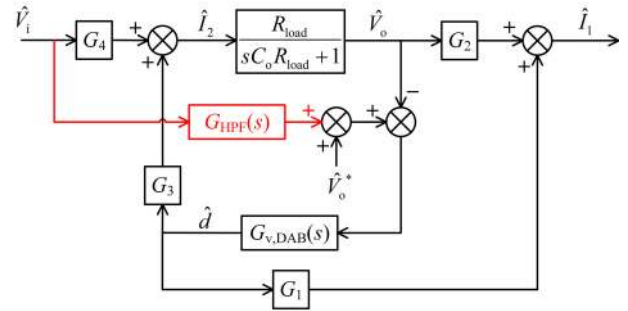 V̂ᵢ G₄ + + Î₂ R_load / (sC_oR_load + 1) V̂ₒ G₂ + + Î₁
−
G_HPF(s) + + +
V̂ₒ*
G₃
d̂ G_v,DAB(s)
G₁